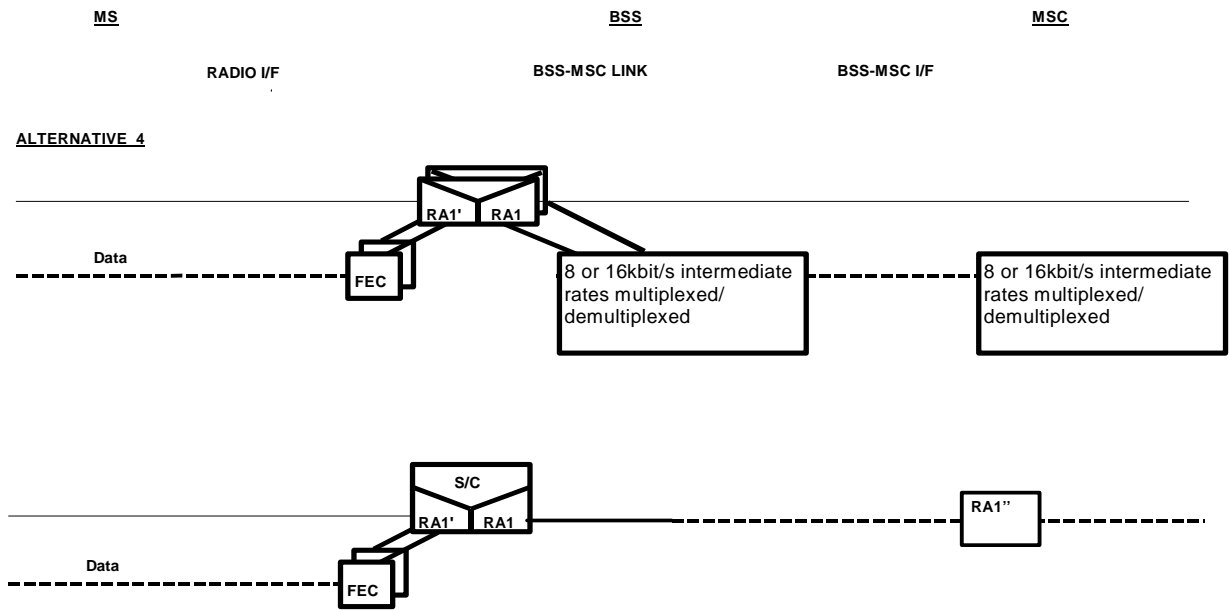 MS BSS MSC
RADIO I/F BSS-MSC LINK BSS-MSC I/F
ALTERNATIVE 4
RA1' RA1
Data
FEC
8 or 16kbit/s intermediate
rates multiplexed/
demultiplexed
8 or 16kbit/s intermediate
rates multiplexed/
demultiplexed
S/C
RA1' RA1
RA1’’
Data
FEC